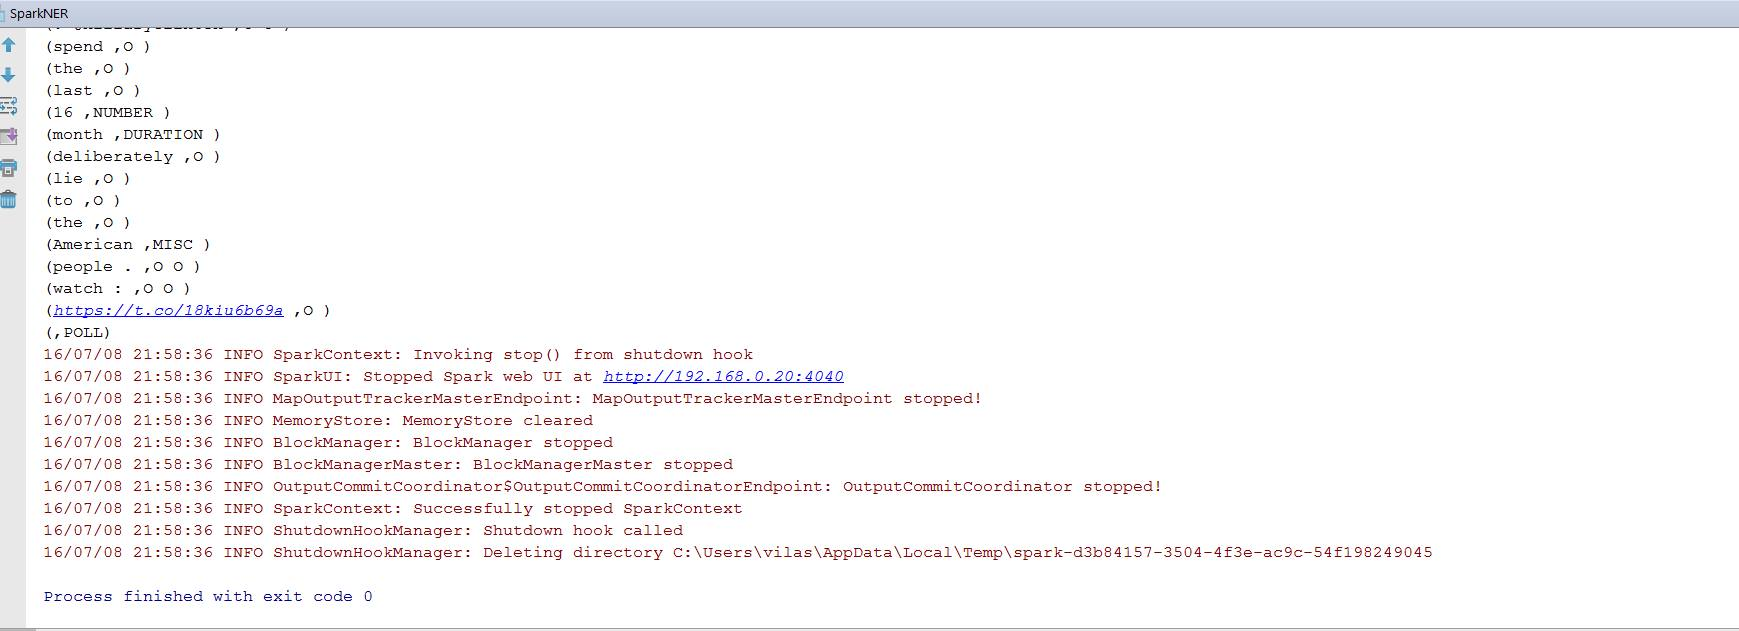 SparkNER
(spend ,O )
(the ,O )
(last ,O )
(16 ,NUMBER )
(month ,DURATION )
(deliberately ,O )
(lie ,O )
(to ,O )
(the ,O )
(American ,MISC )
(people . ,O O )
(watch : ,O O )
(https://t.co/18kiu6b69a ,O )
(,POLL)
16/07/08 21:58:36 INFO SparkContext: Invoking stop() from shutdown hook
16/07/08 21:58:36 INFO SparkUI: Stopped Spark web UI at http://192.168.0.20:4040
16/07/08 21:58:36 INFO MapOutputTrackerMasterEndpoint: MapOutputTrackerMasterEndpoint stopped!
16/07/08 21:58:36 INFO MemoryStore: MemoryStore cleared
16/07/08 21:58:36 INFO BlockManager: BlockManager stopped
16/07/08 21:58:36 INFO BlockManagerMaster: BlockManagerMaster stopped
16/07/08 21:58:36 INFO OutputCommitCoordinator$OutputCommitCoordinatorEndpoint: OutputCommitCoordinator stopped!
16/07/08 21:58:36 INFO SparkContext: Successfully stopped SparkContext
16/07/08 21:58:36 INFO ShutdownHookManager: Shutdown hook called
16/07/08 21:58:36 INFO ShutdownHookManager: Deleting directory C:\Users\vilas\AppData\Local\Temp\spark-d3b84157-3504-4f3e-ac9c-54f198249045
Process finished with exit code 0